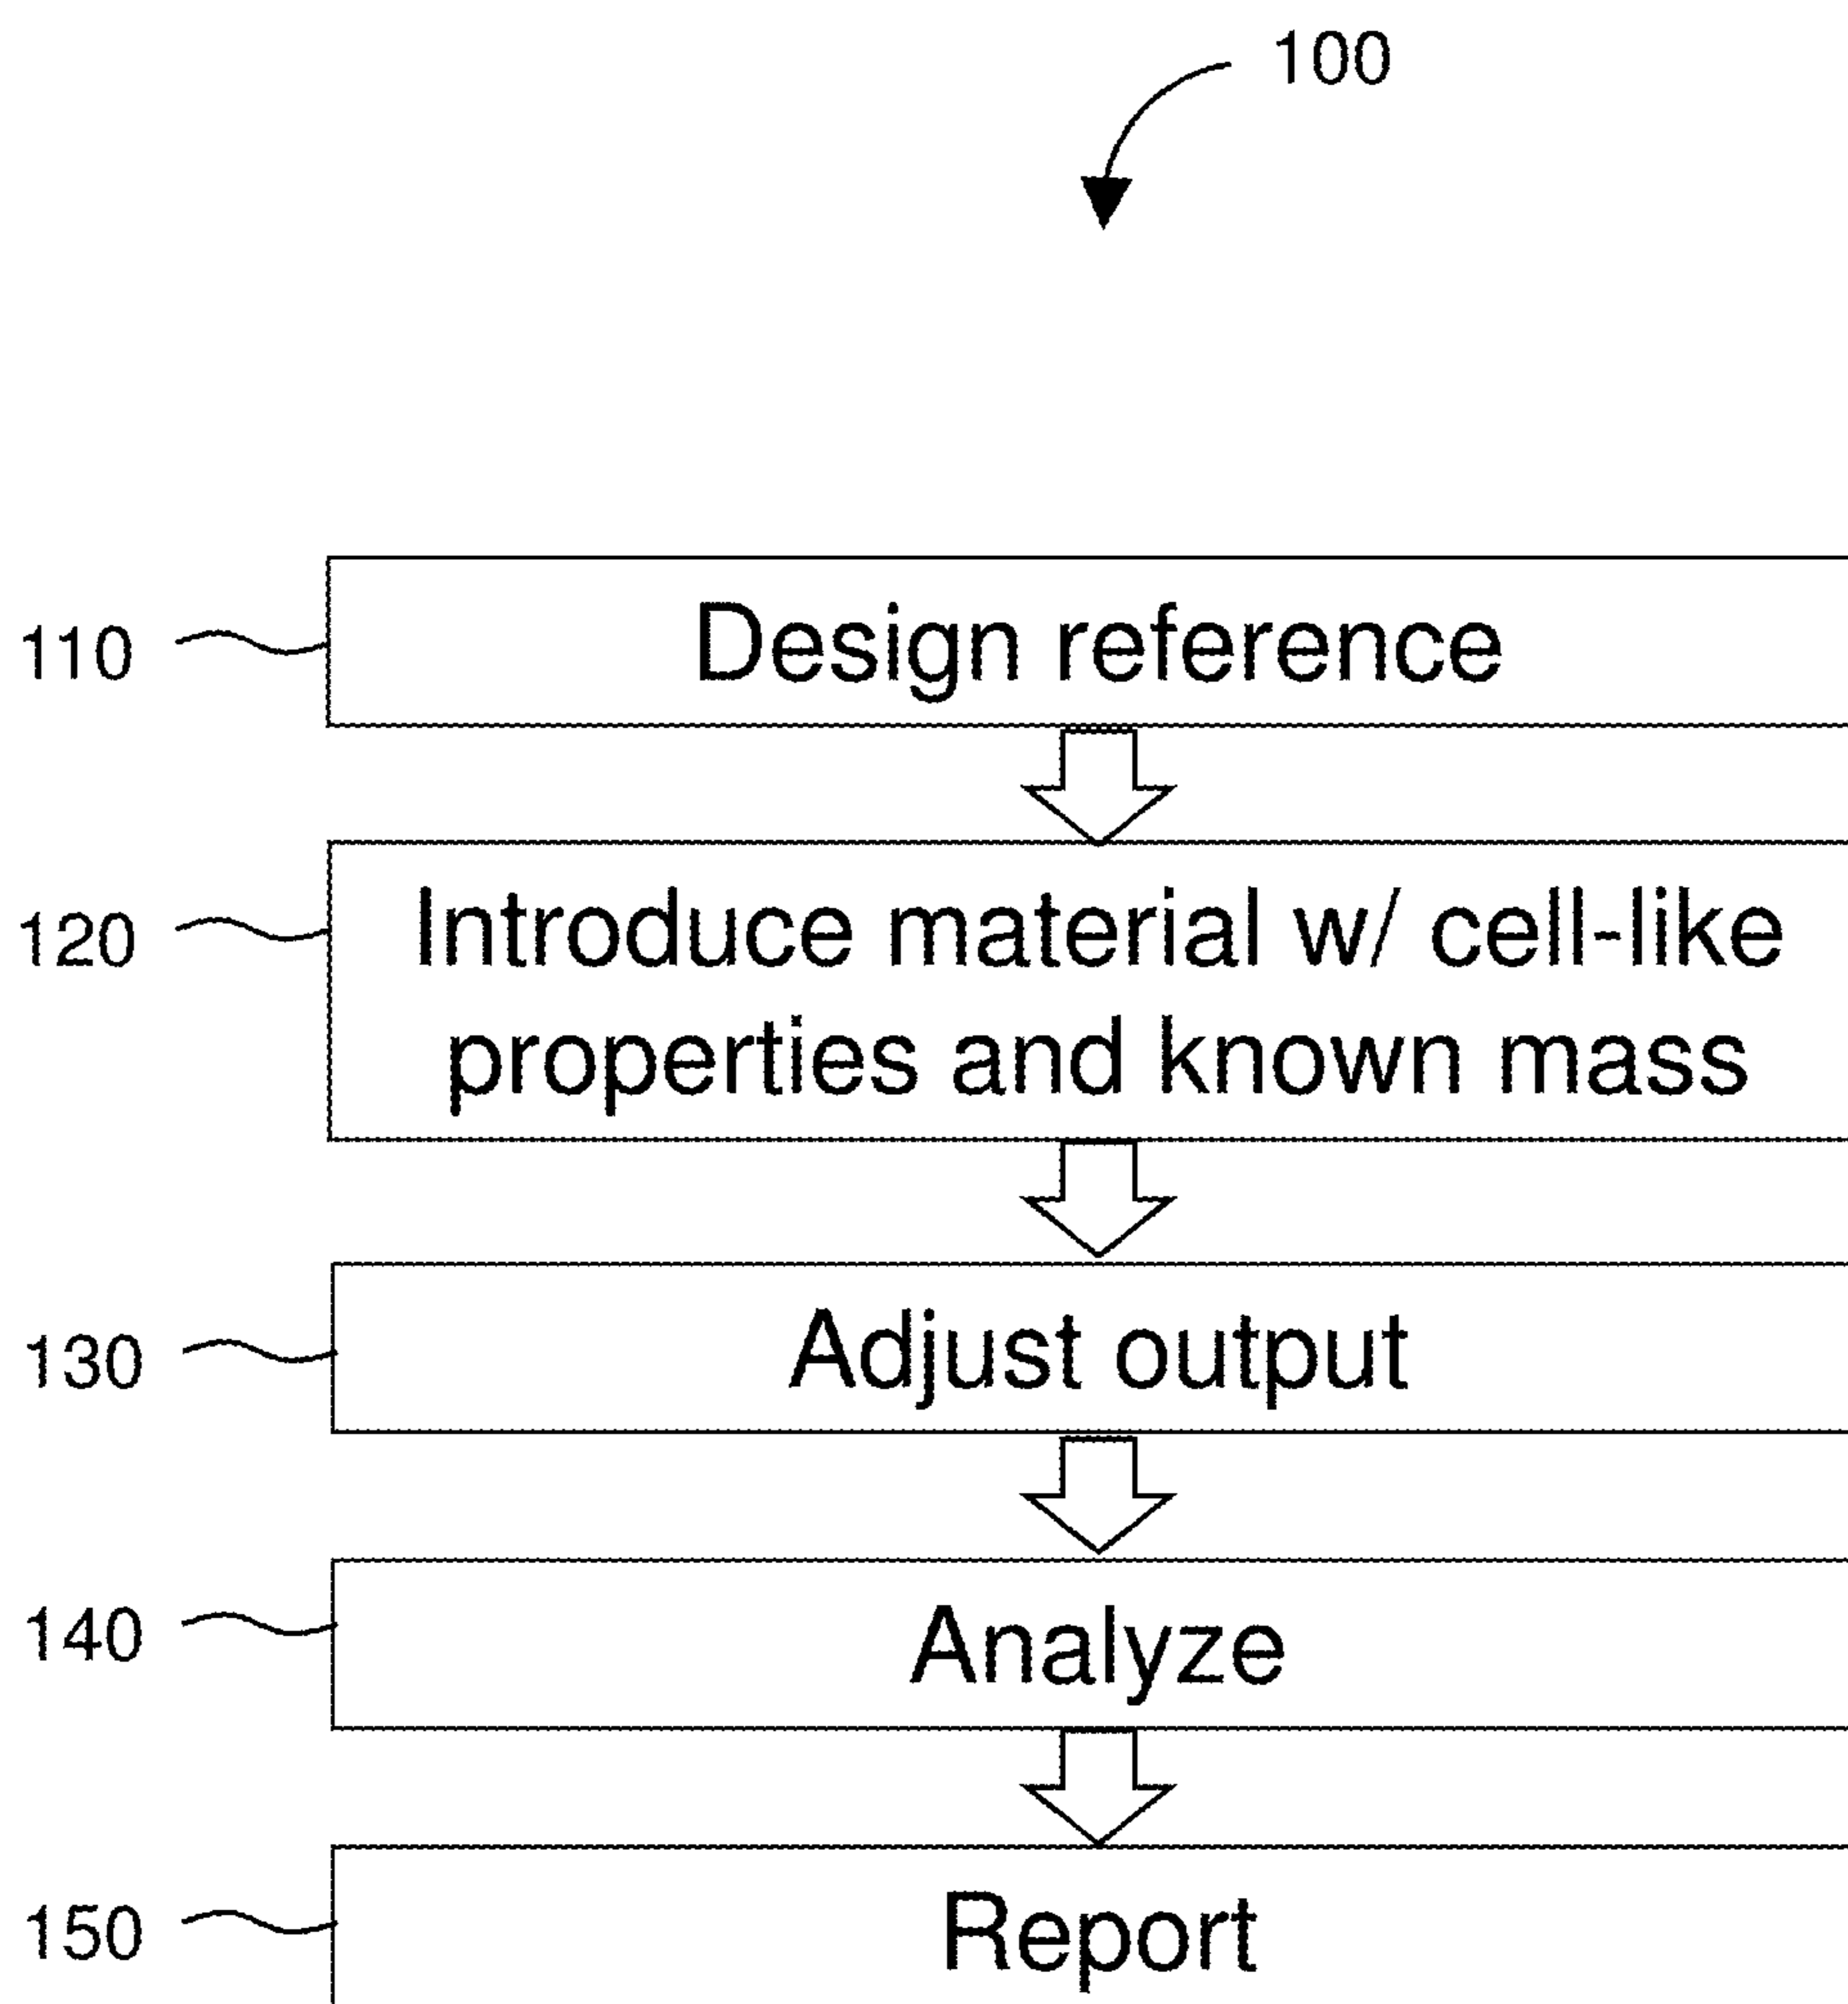 100
110
Design reference
120
Introduce material w/ cell-like
properties and known mass
130
Adjust output
140
Analyze
150
Report